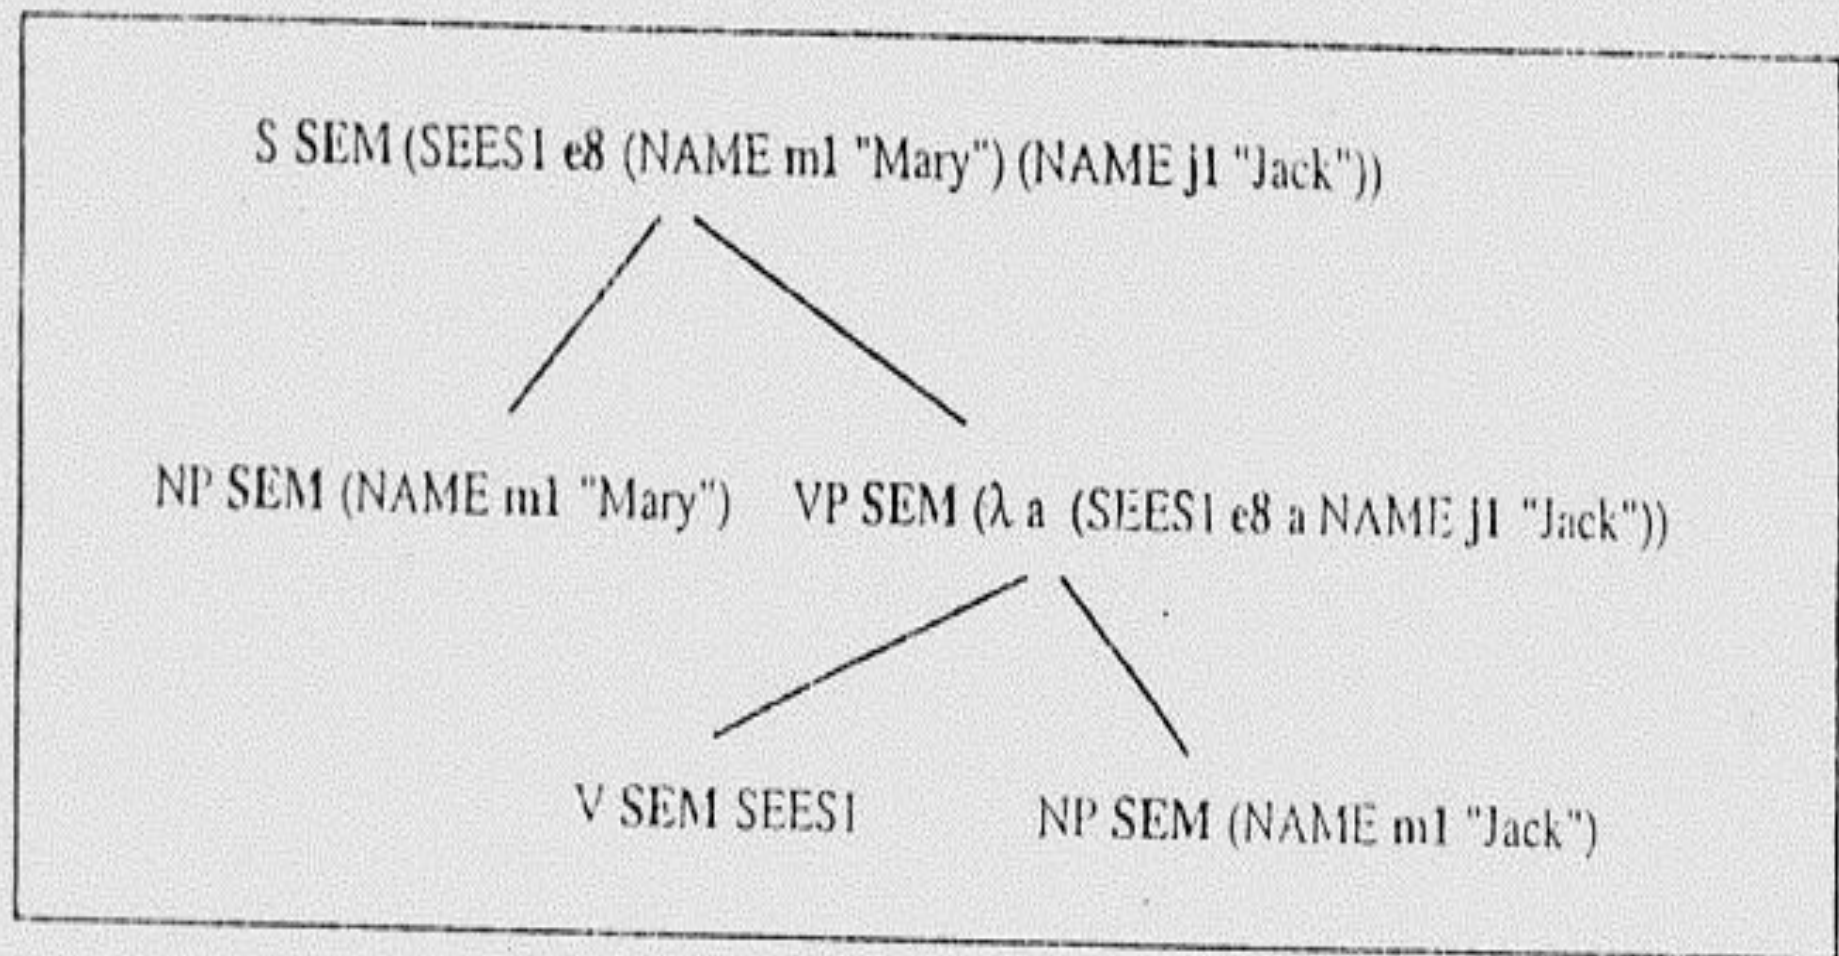 S SEM (SEES1 e8 (NAME m1 "Mary") (NAME j1 "Jack"))
NP SEM (NAME m1 "Mary") VP SEM (λ a (SEES1 e8 a NAME j1 "Jack"))
V SEM SEES1 NP SEM (NAME m1 "Jack")